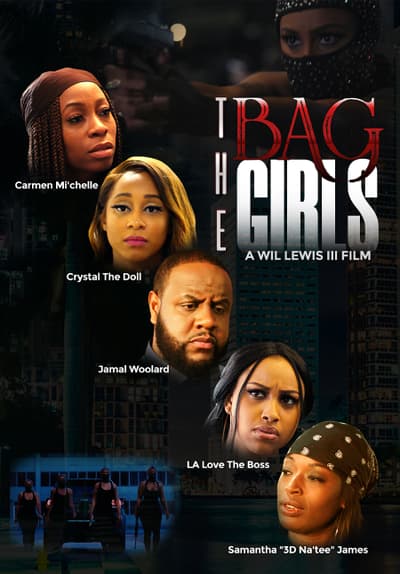 THE
BAG
GIRLS
A WIL LEWIS III FILM
Carmen Mi'chelle
Crystal The Doll
Jamal Woolard
LA Love The Boss
Samantha "3D Na'tee" James